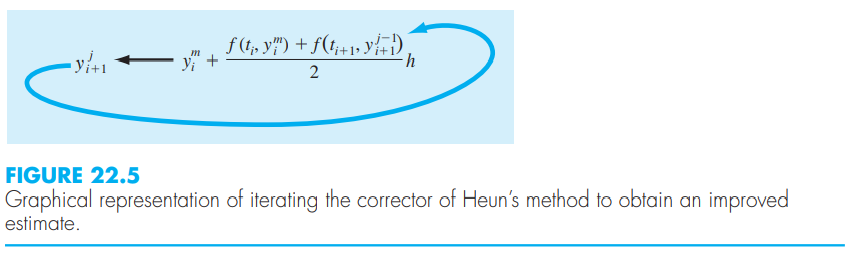 y_{i+1}^{j} ← y_i^m + \frac{f(t_i, y_i^m) + f(t_{i+1}, y_{i+1}^{j-1})}{2} h
FIGURE 22.5
Graphical representation of iterating the corrector of Heun's method to obtain an improved
estimate.